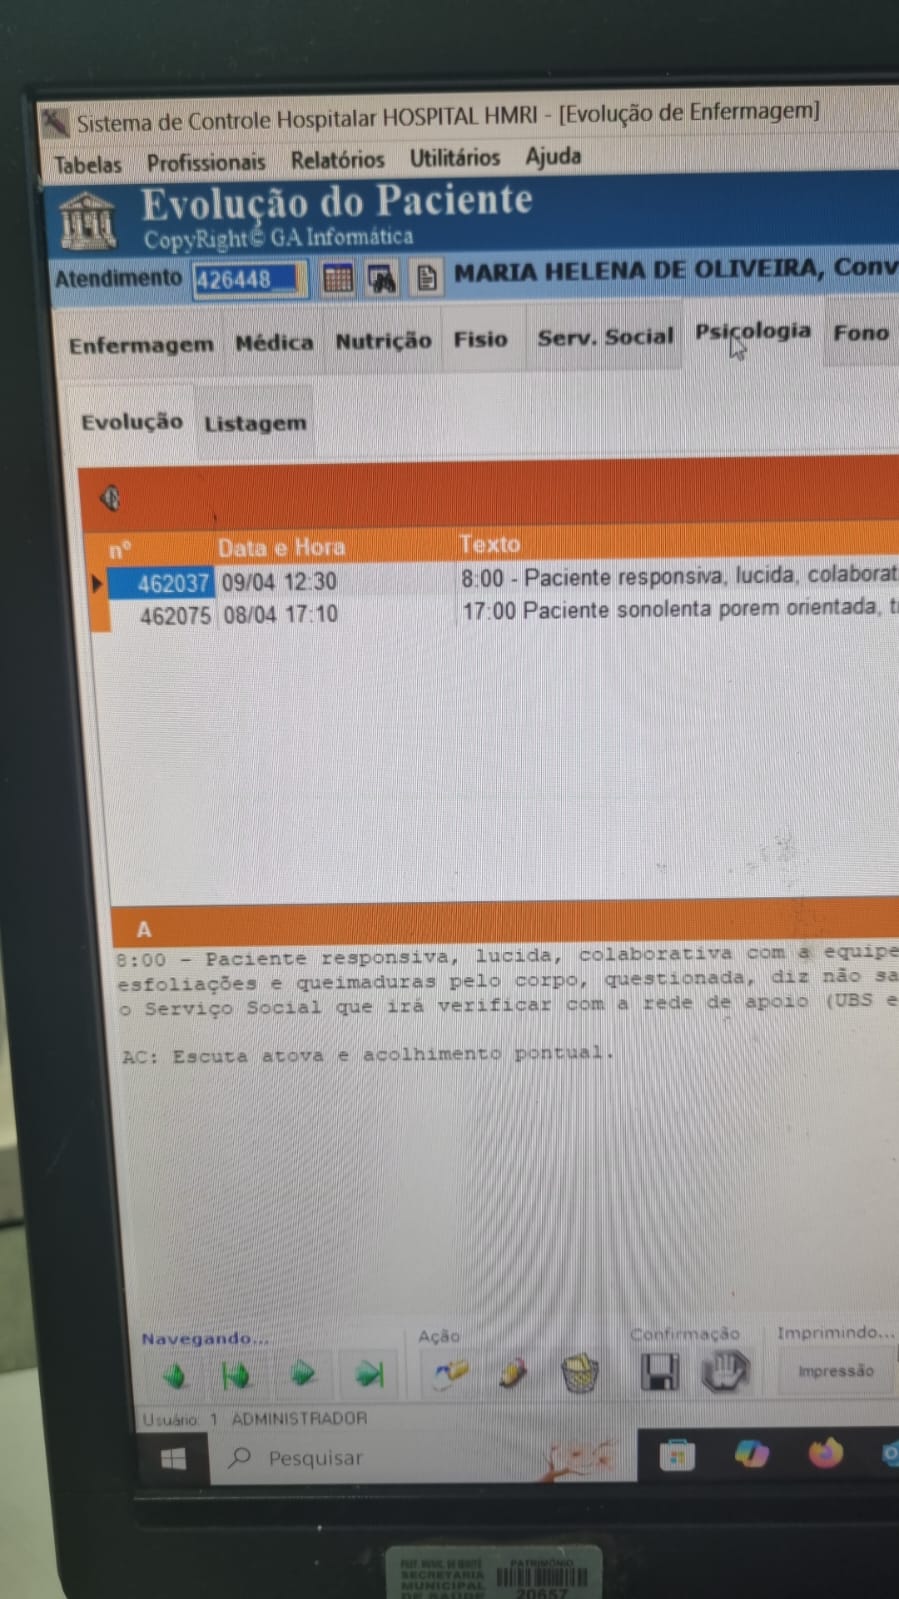 Sistema de Controle Hospitalar HOSPITAL HMRI - [Evolução de Enfermagem]
Tabelas Profissionais Relatórios Utilitários Ajuda
Evolução do Paciente
CopyRight© GA Informática
Atendimento 426448 MARIA HELENA DE OLIVEIRA, Conv
Enfermagem Médica Nutrição Fisio Serv. Social Psicologia Fono
Evolução Listagem
nº Data e Hora Texto
462037 09/04 12:30 8:00 - Paciente responsiva, lucida, colaborat
462075 08/04 17:10 17:00 Paciente sonolenta porem orientada, t
A
8:00 - Paciente responsiva, lucida, colaborativa com a equipe
esfoliações e queimaduras pelo corpo, questionada, diz não sa
o Serviço Social que irá verificar com a rede de apoio (UBS e
AC: Escuta atova e acolhimento pontual.
Navegando... Ação Confirmação Imprimindo...
Impressão
Usuário: 1 ADMINISTRADOR
Pesquisar
PATRIMÔNIO
SECRETARIA
MUNICIPAL
DE SAÚDE
20657